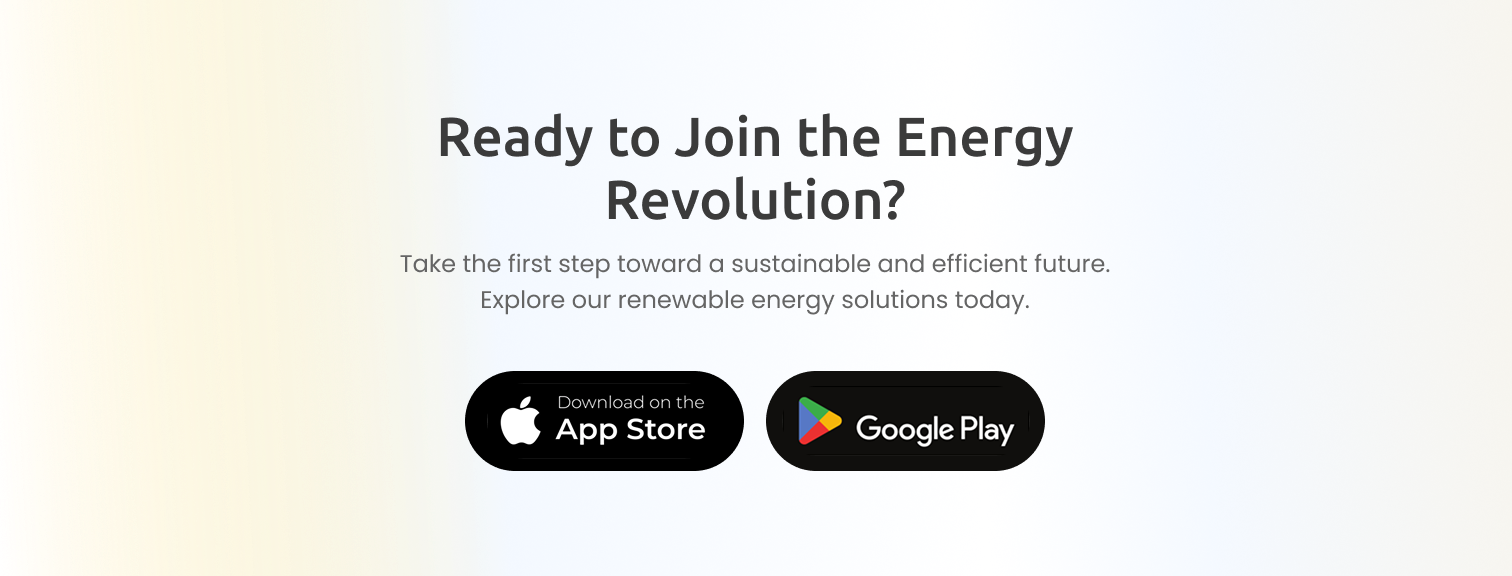 Ready to Join the Energy
Revolution?
Take the first step toward a sustainable and efficient future.
Explore our renewable energy solutions today.
Download on the
App Store
Google Play